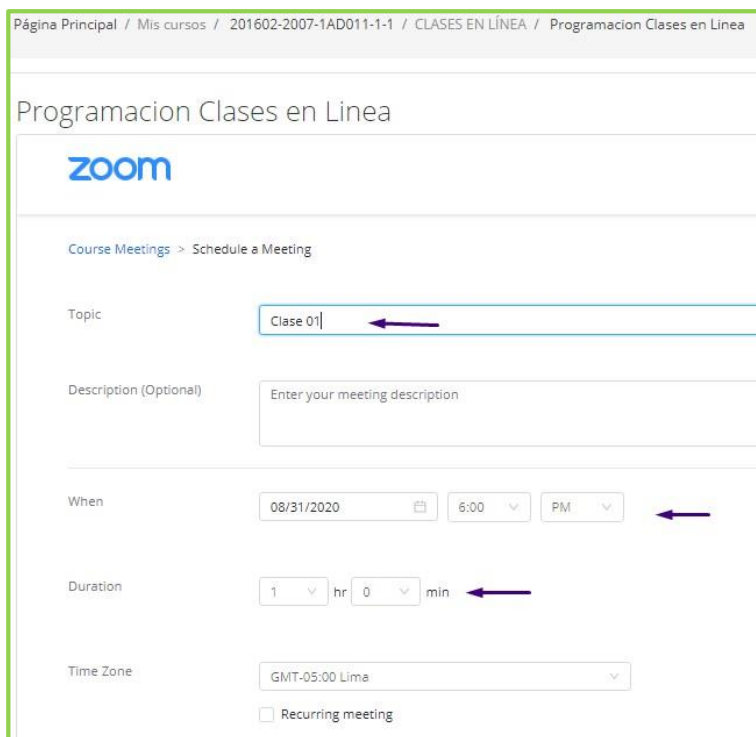 Página Principal / Mis cursos / 201602-2007-1AD011-1-1 / CLASES EN LÍNEA / Programacion Clases en Linea
Programacion Clases en Linea
zoom
Course Meetings > Schedule a Meeting
Topic
Clase 01
Description (Optional)
Enter your meeting description
When
08/31/2020 6:00 PM
Duration
1 hr 0 min
Time Zone
GMT-05:00 Lima
Recurring meeting